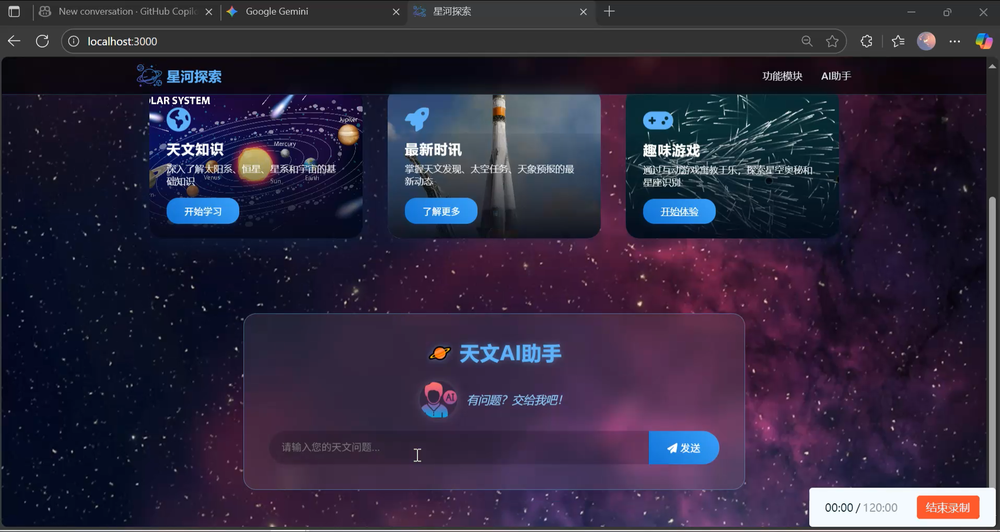 New conversation · GitHub Copil
Google Gemini
星河探索
localhost:3000
星河探索
功能模块
AI助手
LAR SYSTEM
Jupiter
Mercury
Venus
Sun
Earth
天文知识
深入了解太阳系、恒星、星系和宇宙的基
础知识
开始学习
最新时讯
掌握天文发现、太空任务、天象预报的最
新动态
了解更多
趣味游戏
通过互动游戏寓教于乐，探索星空奥秘和
星座识别
开始体验
天文AI助手
AI
有问题？交给我吧！
请输入您的天文问题...
发送
00:00 / 120:00
结束录制